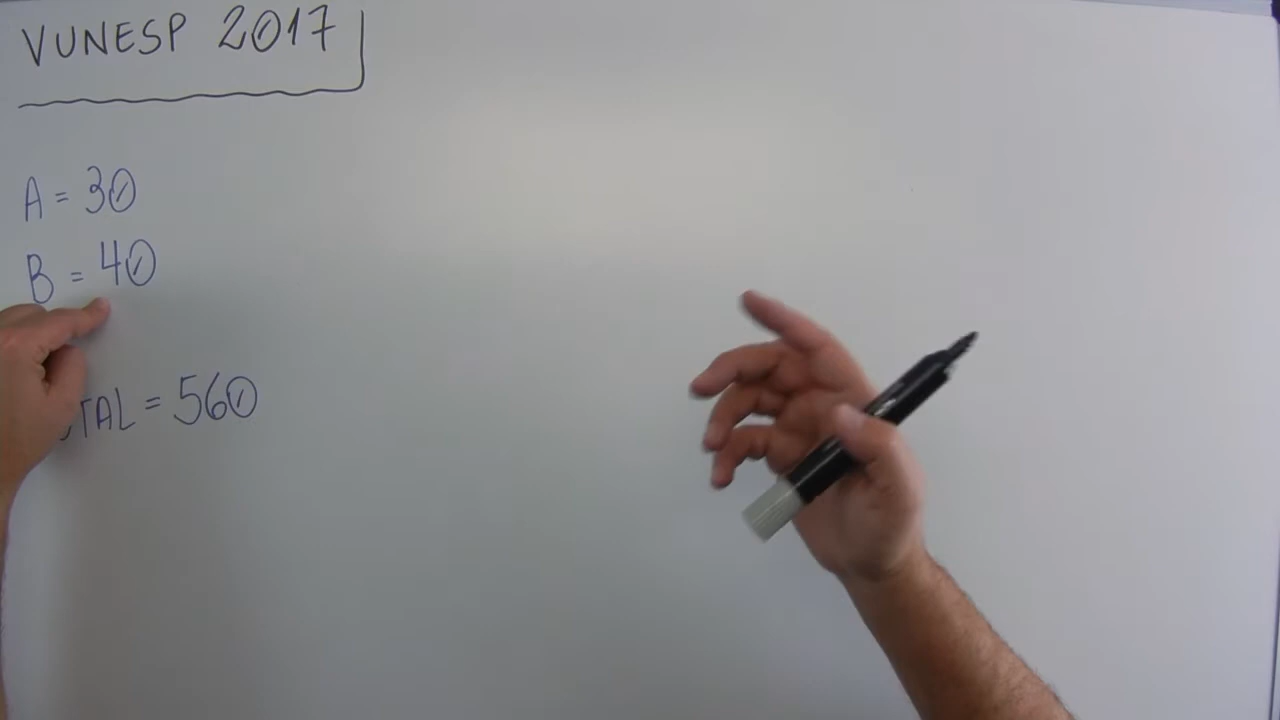 VUNESP 2017
A = 30
B = 40
TAL = 560